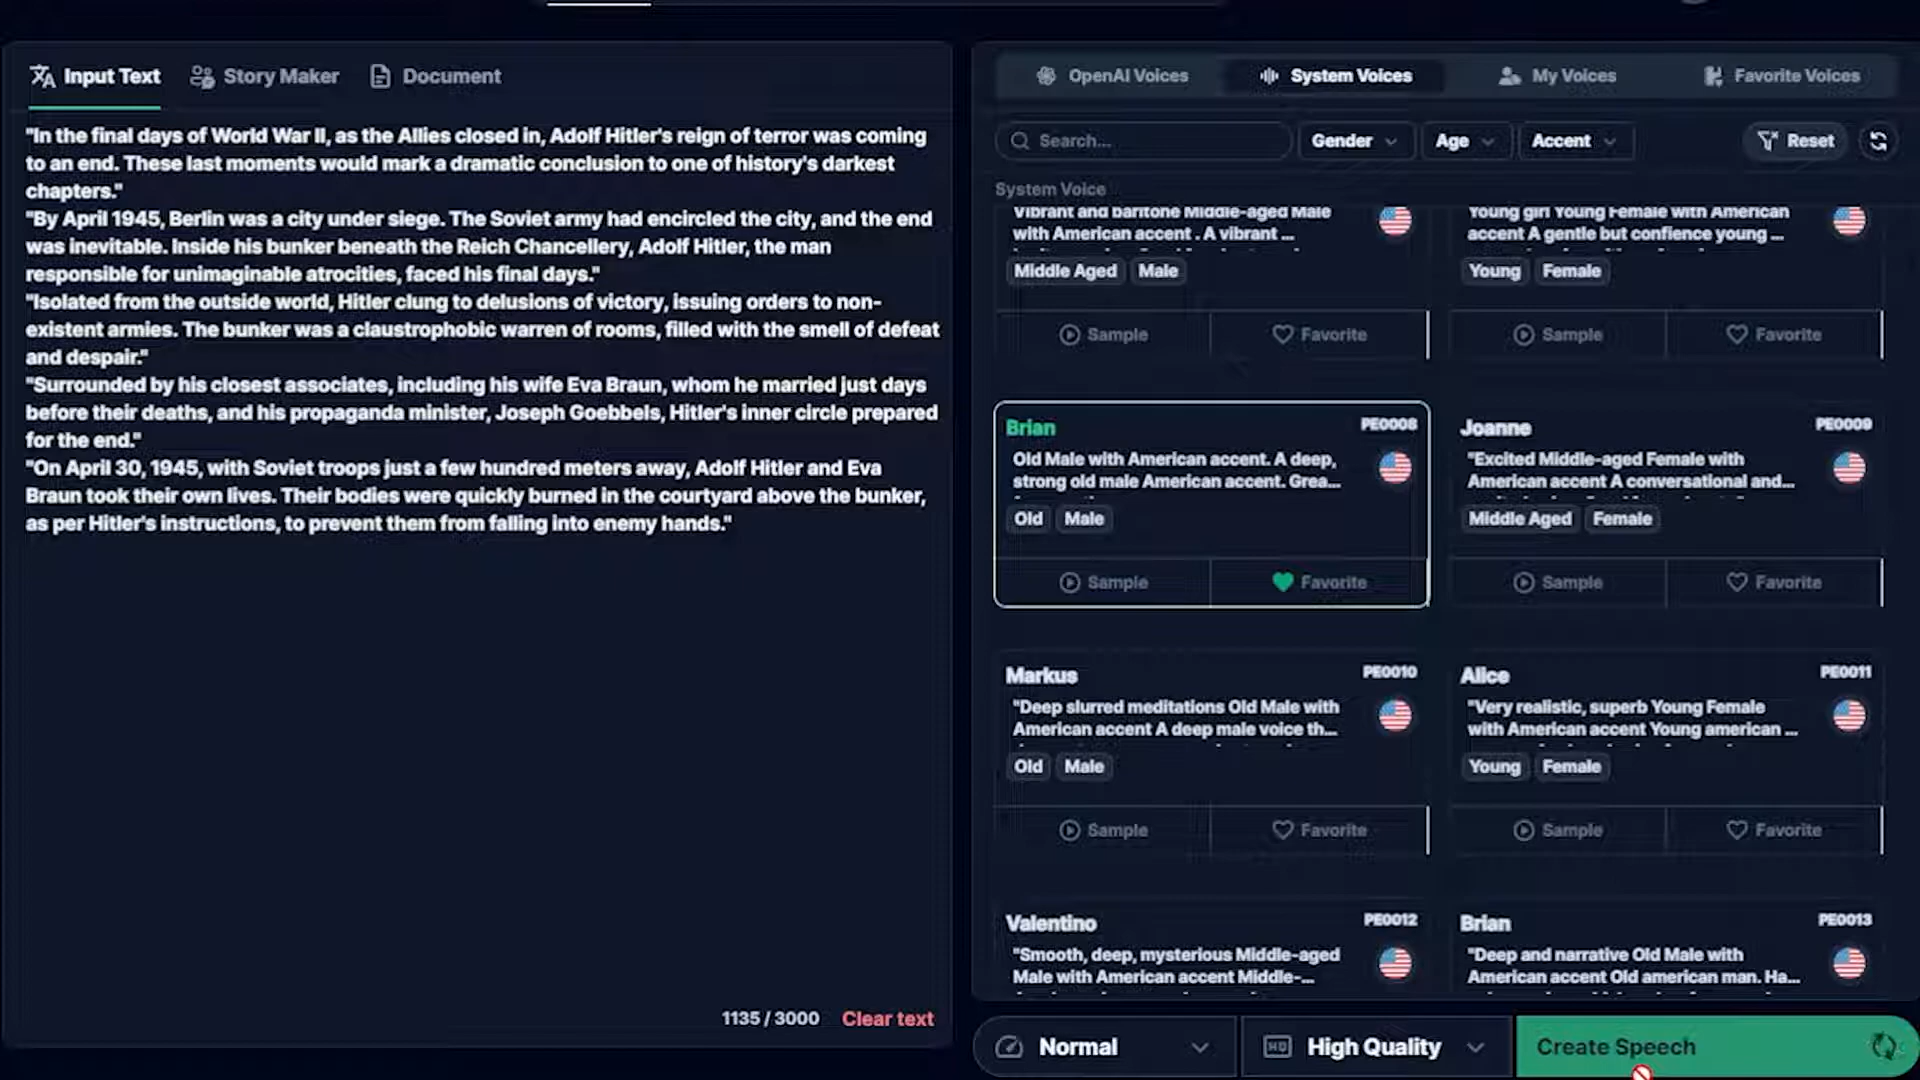 Input Text
Story Maker
Document
"In the final days of World War II, as the Allies closed in, Adolf Hitler's reign of terror was coming
to an end. These last moments would mark a dramatic conclusion to one of history's darkest
chapters."
"By April 1945, Berlin was a city under siege. The Soviet army had encircled the city, and the end
was inevitable. Inside his bunker beneath the Reich Chancellery, Adolf Hitler, the man
responsible for unimaginable atrocities, faced his final days."
"Isolated from the outside world, Hitler clung to delusions of victory, issuing orders to non-
existent armies. The bunker was a claustrophobic warren of rooms, filled with the smell of defeat
and despair."
"Surrounded by his closest associates, including his wife Eva Braun, whom he married just days
before their deaths, and his propaganda minister, Joseph Goebbels, Hitler's inner circle prepared
for the end."
"On April 30, 1945, with Soviet troops just a few hundred meters away, Adolf Hitler and Eva
Braun took their own lives. Their bodies were quickly burned in the courtyard above the bunker,
as per Hitler's instructions, to prevent them from falling into enemy hands."
1135 / 3000
Clear text
OpenAI Voices
System Voices
My Voices
Favorite Voices
Search...
Gender
Age
Accent
Reset
System Voice
Vibrant and baritone Middle-aged Male
with American accent . A vibrant ...
Middle Aged
Male
Sample
Favorite
Young girl Young Female with American
accent A gentle but confience young ...
Young
Female
Sample
Favorite
Brian
PE0008
Old Male with American accent. A deep,
strong old male American accent. Grea...
Old
Male
Sample
Favorite
Joanne
PE0009
"Excited Middle-aged Female with
American accent A conversational and...
Middle Aged
Female
Sample
Favorite
Markus
PE0010
"Deep slurred meditations Old Male with
American accent A deep male voice th...
Old
Male
Sample
Favorite
Alice
PE0011
"Very realistic, superb Young Female
with American accent Young american ...
Young
Female
Sample
Favorite
Valentino
PE0012
"Smooth, deep, mysterious Middle-aged
Male with American accent Middle-...
Brian
PE0013
"Deep and narrative Old Male with
American accent Old american man. Ha...
Normal
HQ
High Quality
Create Speech